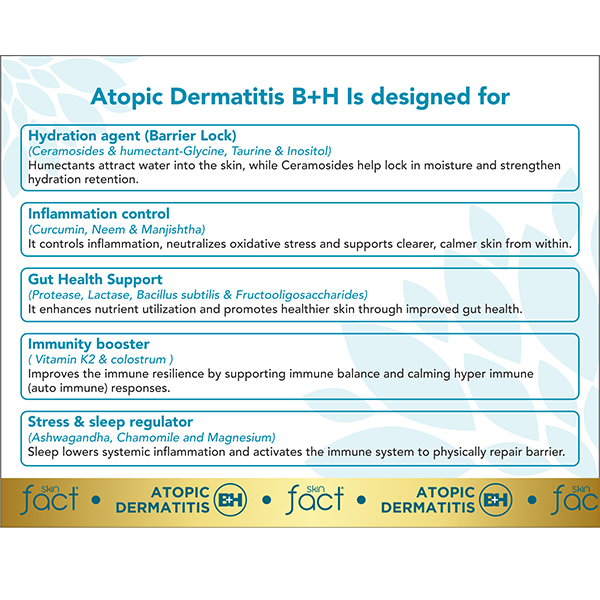 Atopic Dermatitis B+H Is designed for
Hydration agent (Barrier Lock)
(Ceramosides & humectant-Glycine, Taurine & Inositol)
Humectants attract water into the skin, while Ceramosides help lock in moisture and strengthen
hydration retention.
Inflammation control
(Curcumin, Neem & Manjishtha)
It controls inflammation, neutralizes oxidative stress and supports clearer, calmer skin from within.
Gut Health Support
(Protease, Lactase, Bacillus subtilis & Fructooligosaccharides)
It enhances nutrient utilization and promotes healthier skin through improved gut health.
Immunity booster
( Vitamin K2 & colostrum )
Improves the immune resilience by supporting immune balance and calming hyper immune
(auto immune) responses.
Stress & sleep regulator
(Ashwagandha, Chamomile and Magnesium)
Sleep lowers systemic inflammation and activates the immune system to physically repair barrier.
skin fact • ATOPIC DERMATITIS B+H • skin fact • ATOPIC DERMATITIS B+H • skin fac